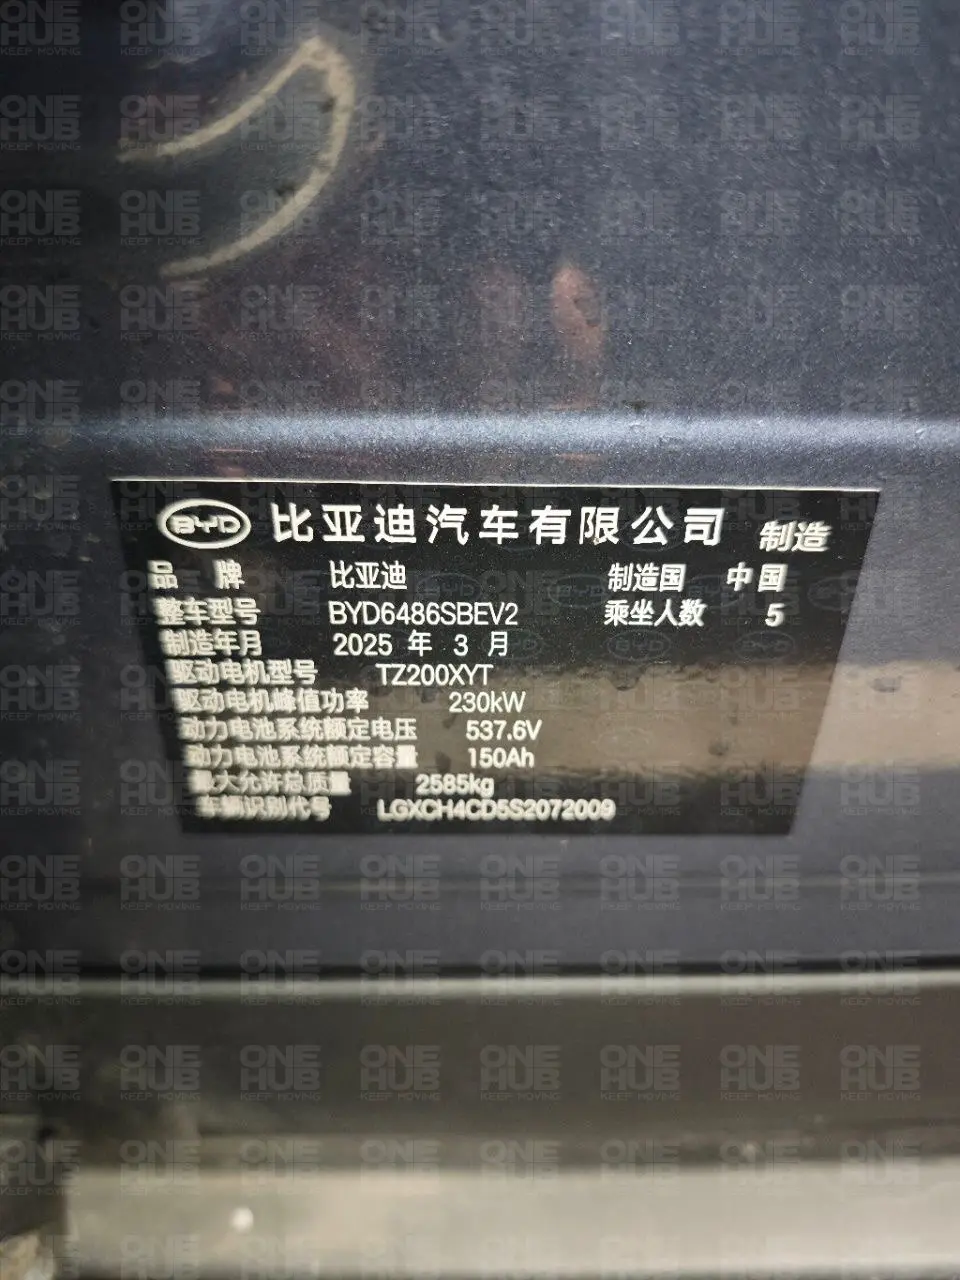 BYD 比亚迪汽车有限公司 制造
品 牌 比亚迪 制造国 中国
整车型号 BYD6486SBEV2 乘坐人数 5
制造年月 2025 年 3 月
驱动电机型号 TZ200XYT
驱动电机峰值功率 230kW
动力电池系统额定电压 537.6V
动力电池系统额定容量 150Ah
最大允许总质量 2585kg
车辆识别代号 LGXCH4CD5S2072009
ONE HUB KEEP MOVING